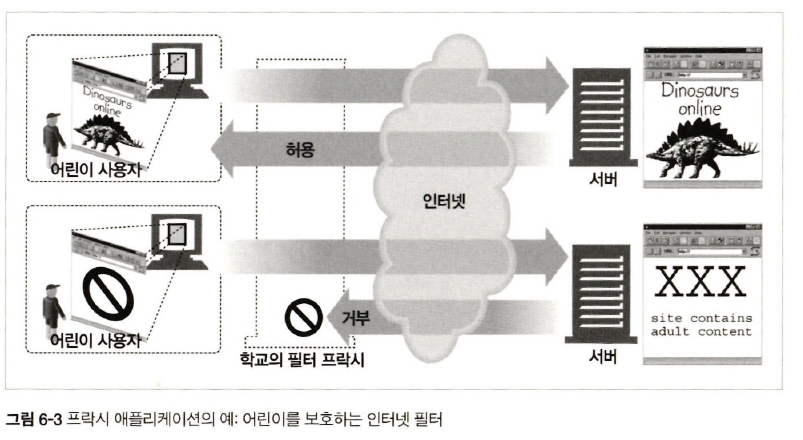 Dinosaurs
online
어린이 사용자
허용
인터넷
서버
Dinosaurs
online
어린이 사용자
거부
학교의 필터 프락시
서버
XXX
site contains
adult content
그림 6-3 프락시 애플리케이션의 예: 어린이를 보호하는 인터넷 필터